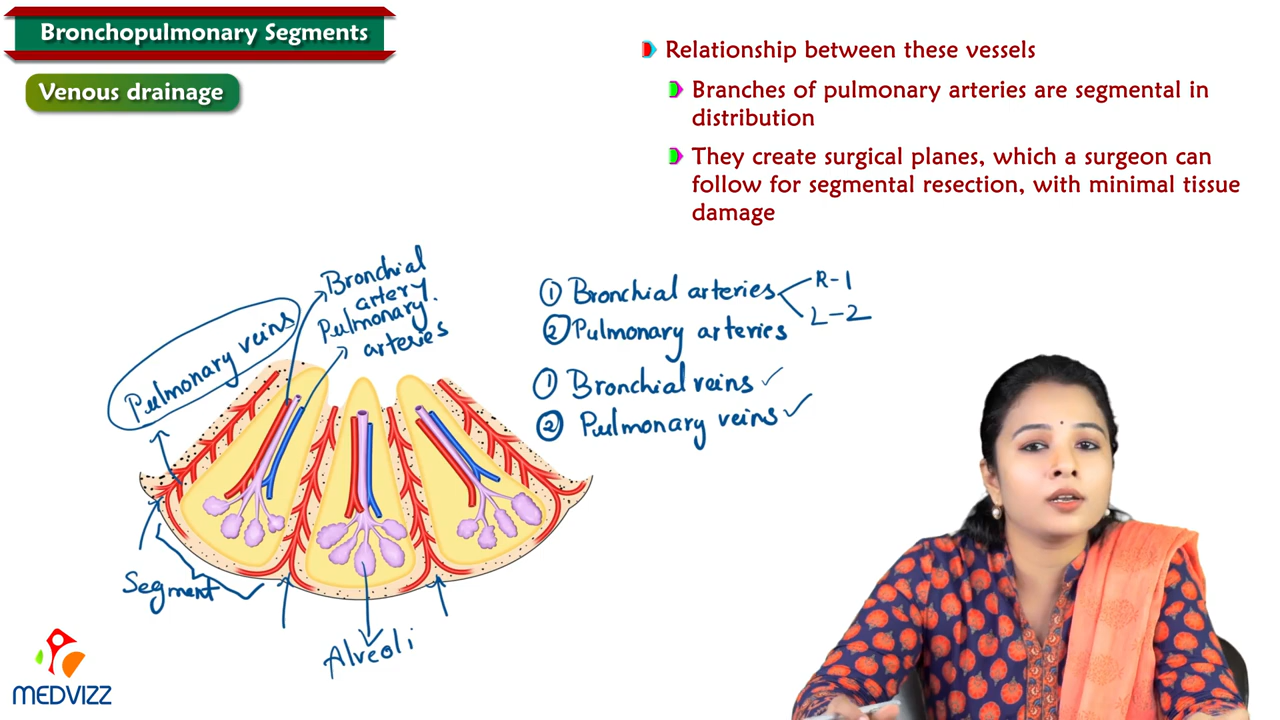 Bronchopulmonary Segments
Venous drainage
Relationship between these vessels
Branches of pulmonary arteries are segmental in
distribution
They create surgical planes, which a surgeon can
follow for segmental resection, with minimal tissue
damage
Bronchial
artery
Pulmonary
arteries
Pulmonary veins
① Bronchial arteries
R-1
L-2
② Pulmonary arteries
① Bronchial veins ✓
② Pulmonary veins ✓
Segment
Alveoli
MEDVIZZ